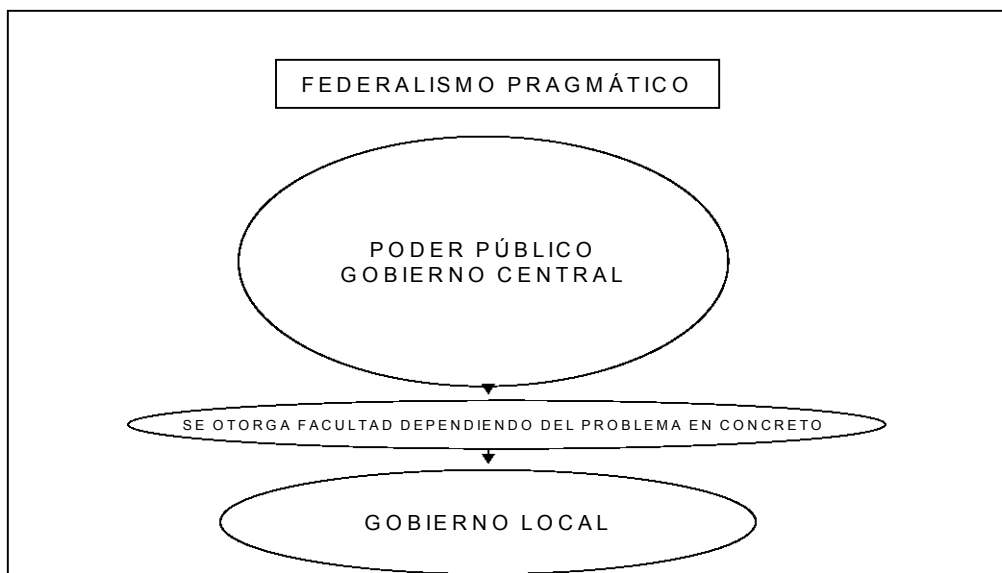 FEDERALISMO PRAGMÁTICO
PODER PÚBLICO
GOBIERNO CENTRAL
SE OTORGA FACULTAD DEPENDIENDO DEL PROBLEMA EN CONCRETO
GOBIERNO LOCAL